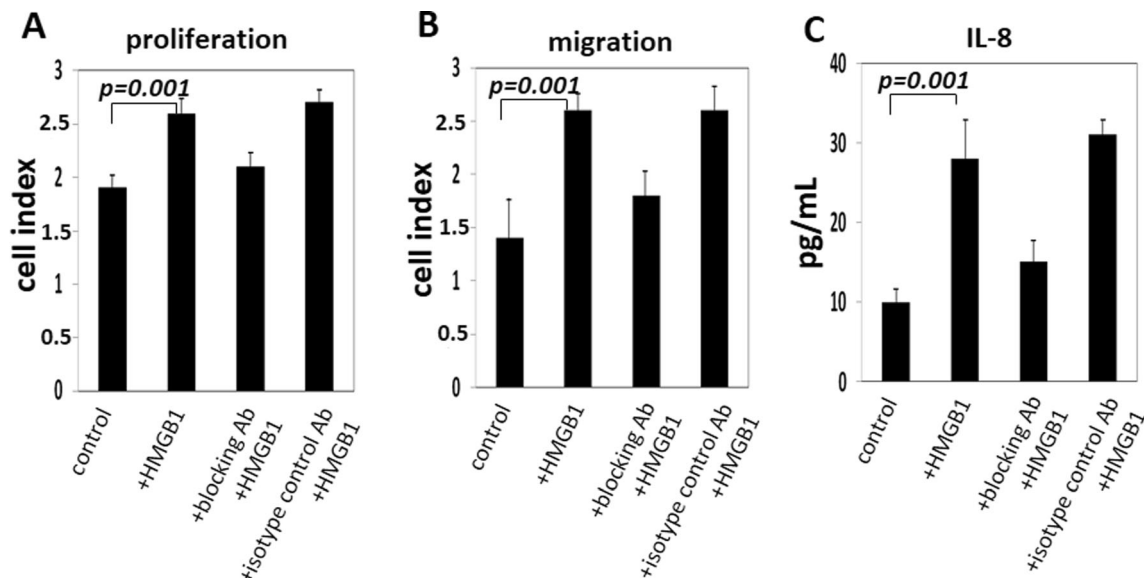 A
proliferation
p=0.001
cell index
3
2.5
2
1.5
1
0.5
0
control
+HMGB1
+blocking Ab
+HMGB1
+isotype control Ab
+HMGB1
B
migration
p=0.001
cell index
3
2.5
2
1.5
1
0.5
0
control
+HMGB1
+blocking Ab
+HMGB1
+isotype control Ab
+HMGB1
C
IL-8
p=0.001
pg/mL
40
30
20
10
0
control
+HMGB1
+blocking Ab
+HMGB1
+isotype control Ab
+HMGB1